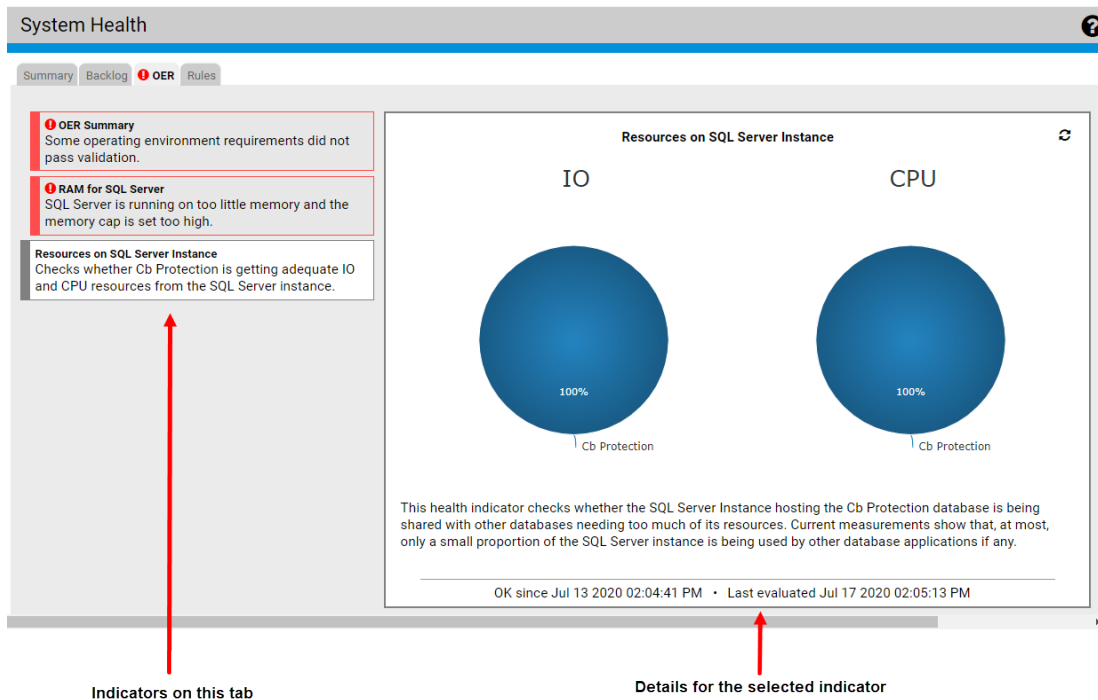 System Health
Summary
Backlog
OER
Rules
OER Summary
Some operating environment requirements did not
pass validation.
RAM for SQL Server
SQL Server is running on too little memory and the
memory cap is set too high.
Resources on SQL Server Instance
Checks whether Cb Protection is getting adequate IO
and CPU resources from the SQL Server instance.
Resources on SQL Server Instance
IO
CPU
100%
100%
Cb Protection
Cb Protection
This health indicator checks whether the SQL Server Instance hosting the Cb Protection database is being
shared with other databases needing too much of its resources. Current measurements show that, at most,
only a small proportion of the SQL Server instance is being used by other database applications if any.
OK since Jul 13 2020 02:04:41 PM • Last evaluated Jul 17 2020 02:05:13 PM
Indicators on this tab
Details for the selected indicator